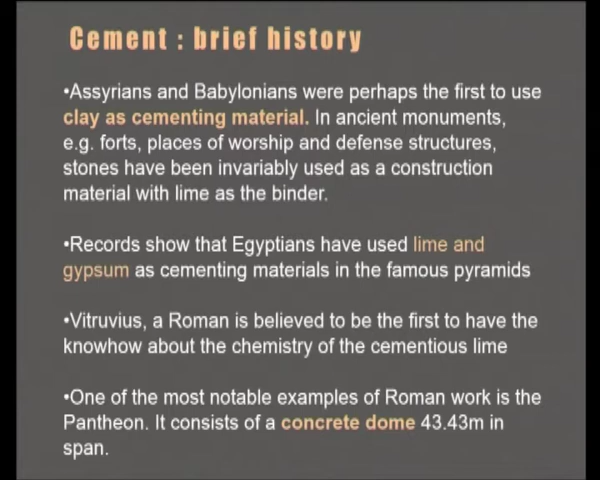 Cement : brief history
•Assyrians and Babylonians were perhaps the first to use
clay as cementing material. In ancient monuments,
e.g. forts, places of worship and defense structures,
stones have been invariably used as a construction
material with lime as the binder.
•Records show that Egyptians have used lime and
gypsum as cementing materials in the famous pyramids
•Vitruvius, a Roman is believed to be the first to have the
knowhow about the chemistry of the cementious lime
•One of the most notable examples of Roman work is the
Pantheon. It consists of a concrete dome 43.43m in
span.